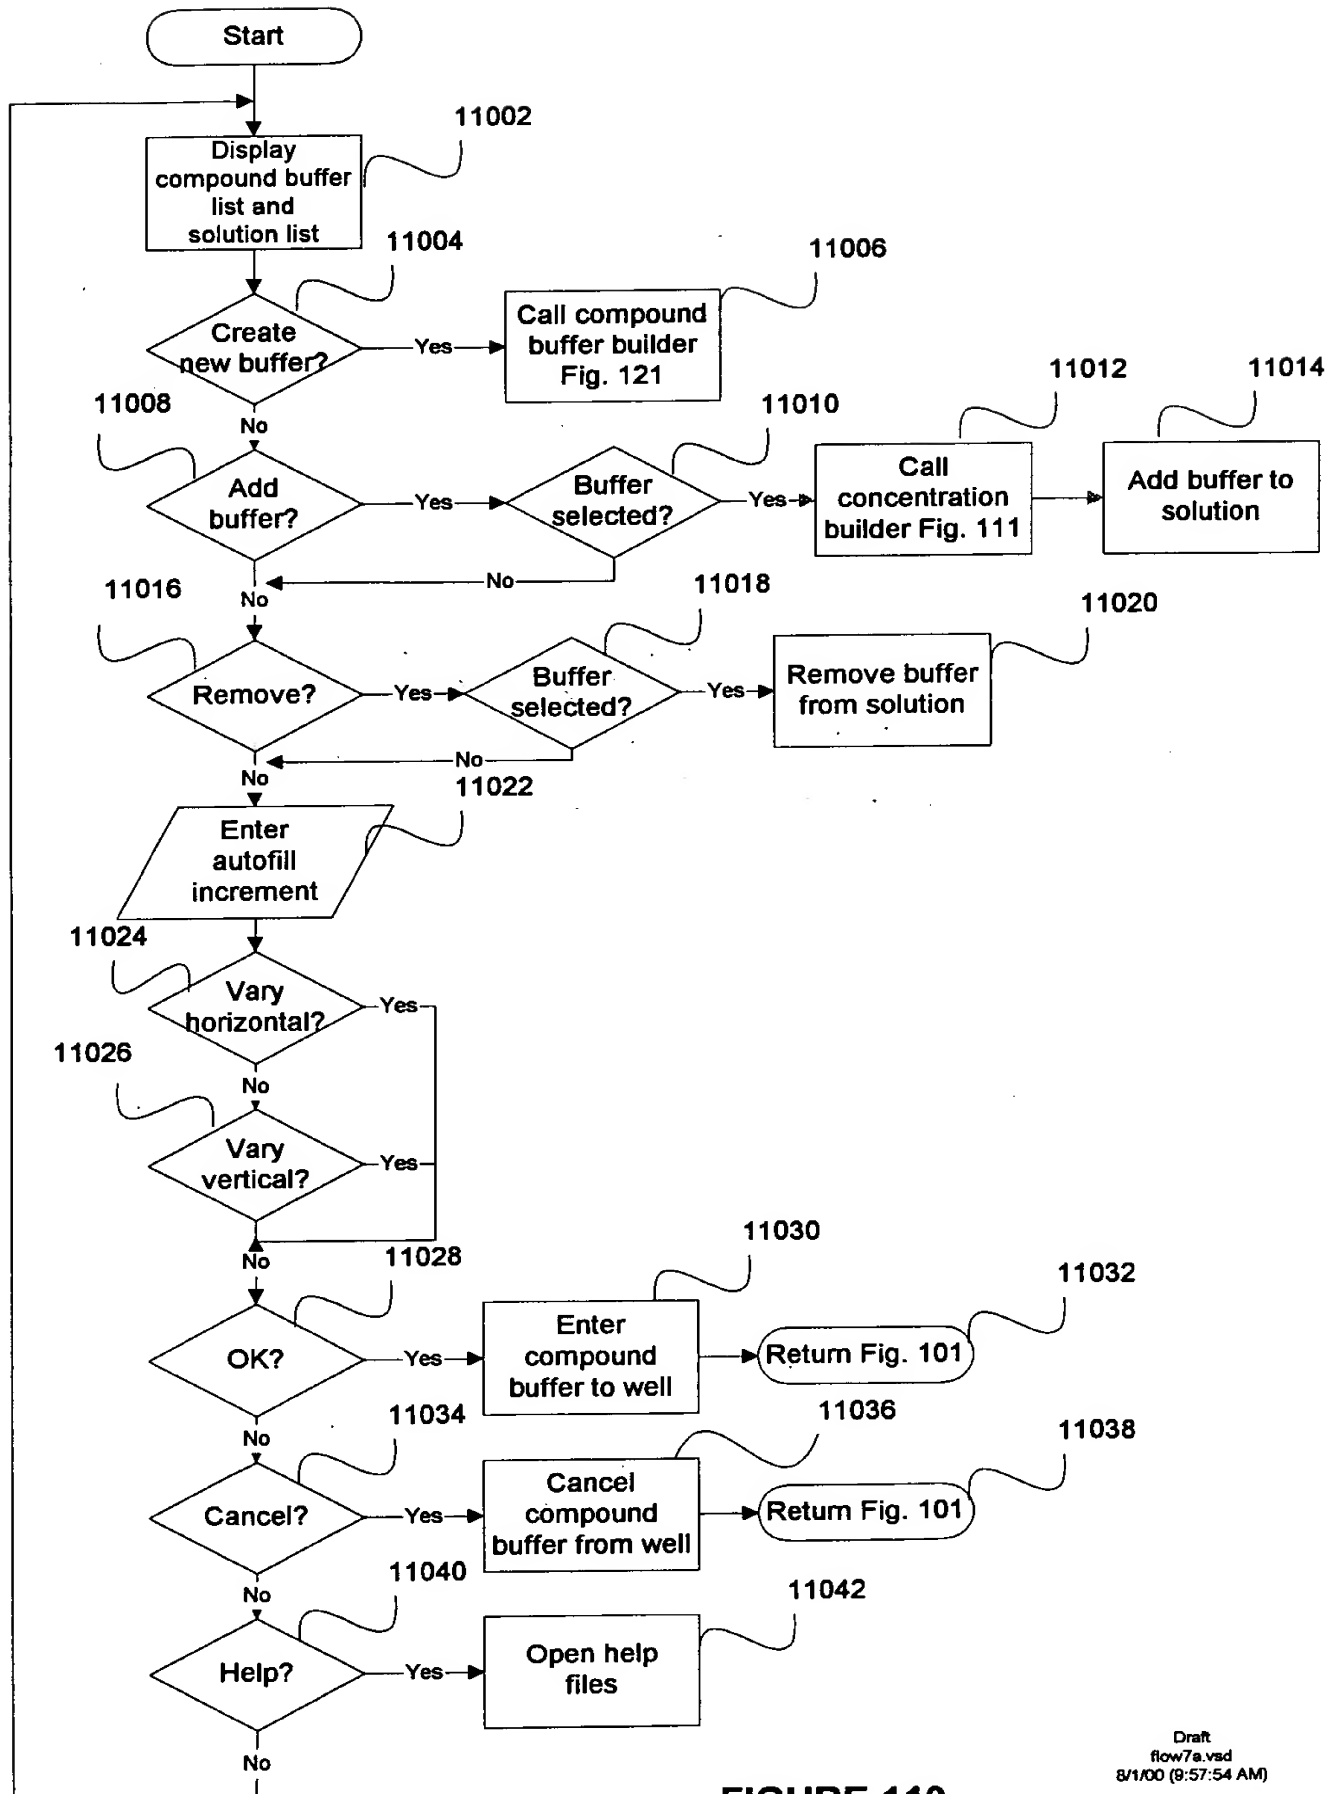 Start
11002
Display
compound buffer
list and
solution list
11004
11006
Create
new buffer?
Yes
Call compound
buffer builder
Fig. 121
No
11008
11010
11012
11014
Add
buffer?
Yes
Buffer
selected?
Yes
Call
concentration
builder Fig. 111
Add buffer to
solution
No
No
11016
11018
11020
Remove?
Yes
Buffer
selected?
Yes
Remove buffer
from solution
No
No
11022
Enter
autofill
increment
11024
Vary
horizontal?
Yes
No
11026
Vary
vertical?
Yes
No
11028
11030
11032
OK?
Yes
Enter
compound
buffer to well
Return Fig. 101
No
11034
11036
11038
Cancel?
Yes
Cancel
compound
buffer from well
Return Fig. 101
No
11040
11042
Help?
Yes
Open help
files
No
Draft
flow7a.vsd
8/1/00 (9:57:54 AM)
FIGURE 110